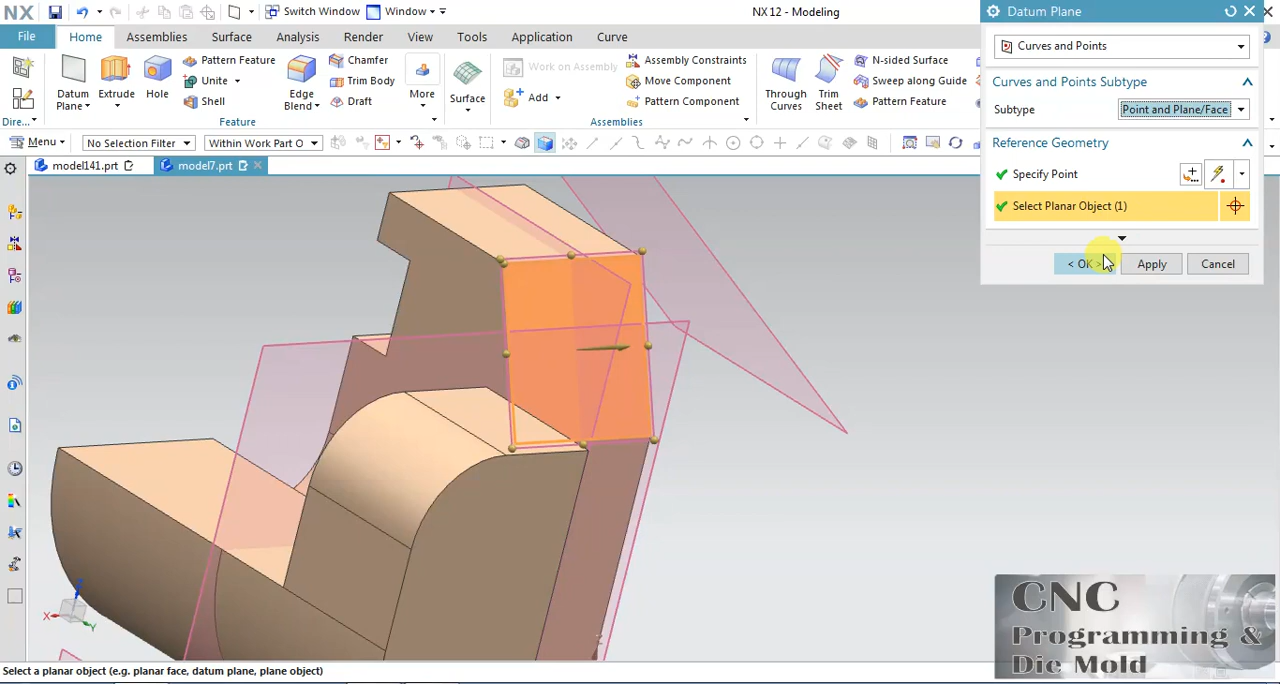 NX
Switch Window
Window
NX 12 - Modeling
Datum Plane
File
Home
Assemblies
Surface
Analysis
Render
View
Tools
Application
Curve
Curves and Points
Datum Plane
Extrude
Hole
Pattern Feature
Unite
Shell
Edge Blend
Chamfer
Trim Body
Draft
More
Surface
Work on Assembly
Add
Assembly Constraints
Move Component
Pattern Component
Through Curves
Trim Sheet
N-sided Surface
Sweep along Guide
Pattern Feature
Curves and Points Subtype
Subtype
Point and Plane/Face
Dire...
Feature
Assemblies
Reference Geometry
Menu
No Selection Filter
Within Work Part O
model141.prt
model7.prt
Specify Point
Select Planar Object (1)
< OK >
Apply
Cancel
X
Y
CNC
Programming &
Die Mold
Select a planar object (e.g. planar face, datum plane, plane object)